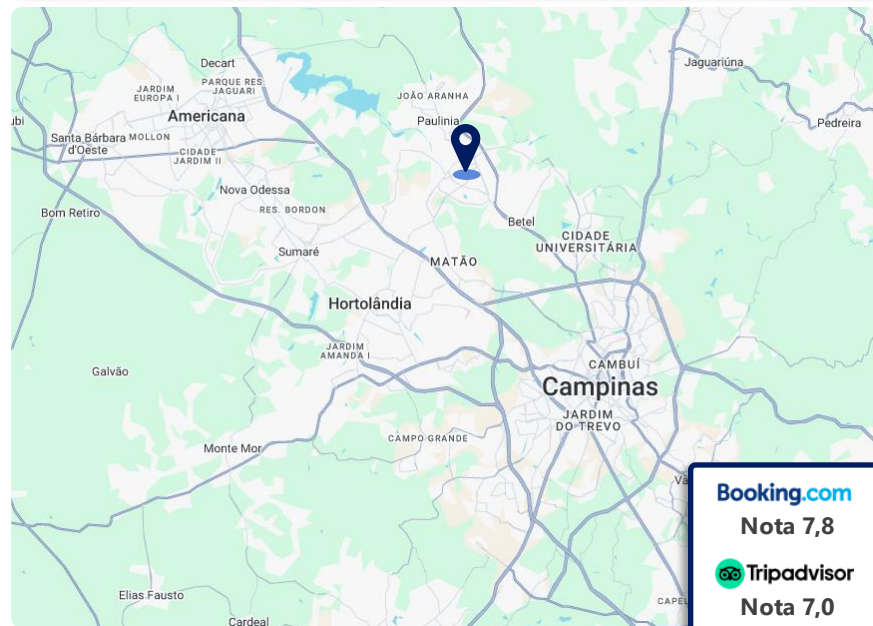 Decart
Jaguariúna
JARDIM
EUROPA I
PARQUE RES
JAGUARI
JOÃO ARANHA
Americana
Paulinia
Pedreira
Santa Bárbara
d'Oeste
MOLLON
CIDADE
JARDIM II
Nova Odessa
RES. BORDON
Bom Retiro
Betel
CIDADE
UNIVERSITÁRIA
Sumaré
MATÃO
Hortolândia
JARDIM
AMANDA I
Galvão
CAMBUÍ
Campinas
JARDIM
DO TREVO
CAMPO GRANDE
Monte Mor
Booking.com
Nota 7,8
Tripadvisor
Nota 7,0
Elias Fausto
Cardeal